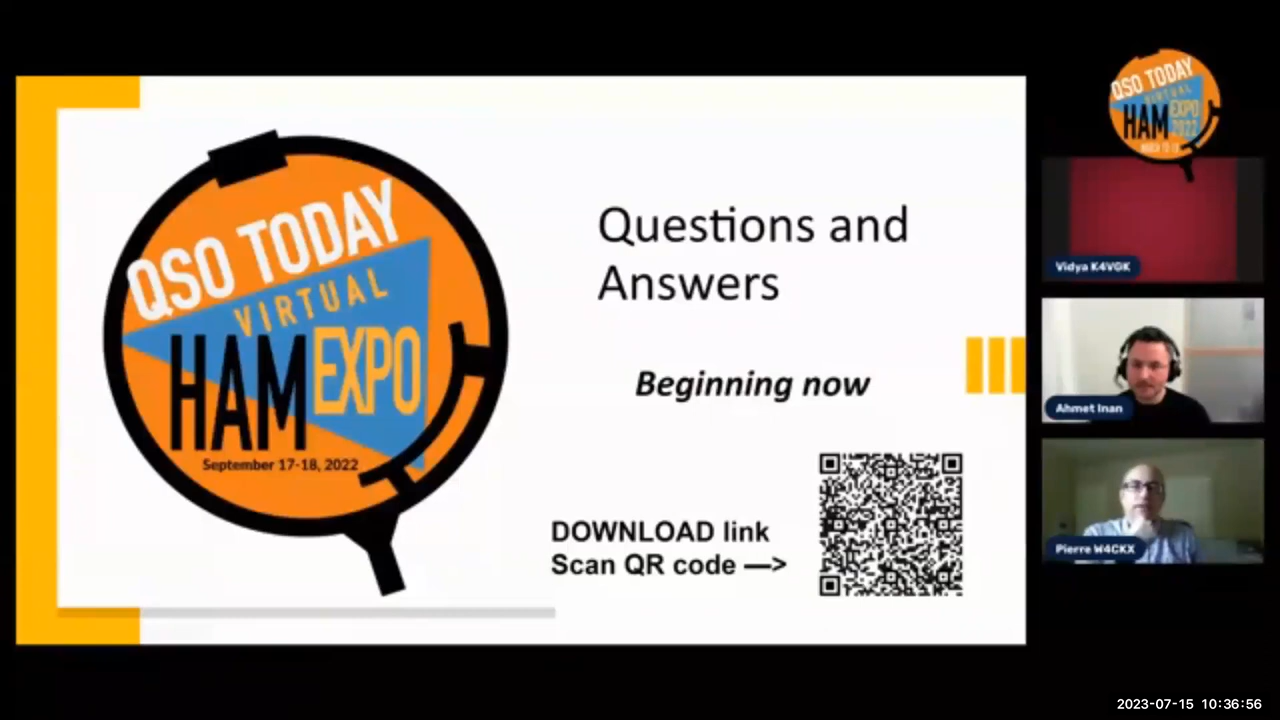 QSO TODAY
VIRTUAL
HAM EXPO
September 17-18, 2022
Questions and
Answers
Beginning now
DOWNLOAD link
Scan QR code —>
QSO TODAY
VIRTUAL
HAM EXPO
2022
Vidya K4VGK
Ahmet Inan
Pierre W4CKX
2023-07-15 10:36:56